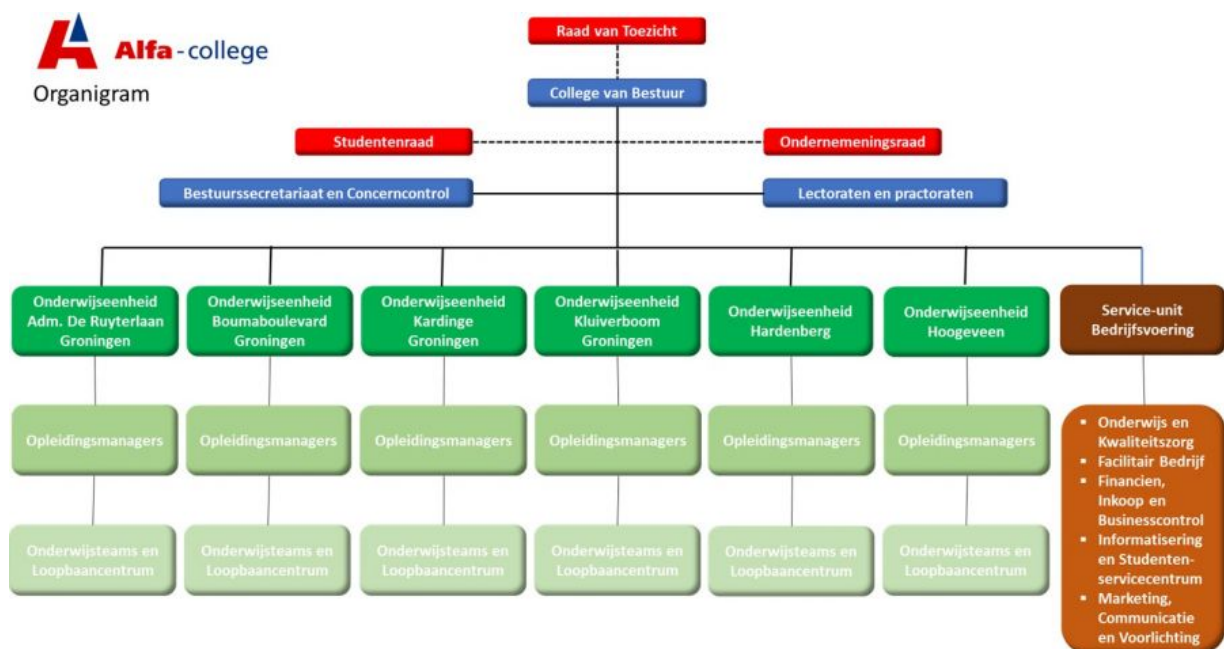 Alfa-college
Organigram
Raad van Toezicht
College van Bestuur
Studentenraad
Ondernemingsraad
Bestuurssecretariaat en Concerncontrol
Lectoraten en practoraten
Onderwijseenheid
Adm. De Ruyterlaan
Groningen
Onderwijseenheid
Boumaboulevard
Groningen
Onderwijseenheid
Kardinge
Groningen
Onderwijseenheid
Kluiverboom
Groningen
Onderwijseenheid
Hardenberg
Onderwijseenheid
Hoogeveen
Service-unit
Bedrijfsvoering
Opleidingsmanagers
Opleidingsmanagers
Opleidingsmanagers
Opleidingsmanagers
Opleidingsmanagers
Opleidingsmanagers
Onderwijsteams en
Loopbaancentrum
Onderwijsteams en
Loopbaancentrum
Onderwijsteams en
Loopbaancentrum
Onderwijsteams en
Loopbaancentrum
Onderwijsteams en
Loopbaancentrum
Onderwijsteams en
Loopbaancentrum
▪ Onderwijs en
Kwaliteitszorg
▪ Facilitair Bedrijf
▪ Financien,
Inkoop en
Businesscontrol
▪ Informatisering
en Studenten-
servicecentrum
▪ Marketing,
Communicatie
en Voorlichting